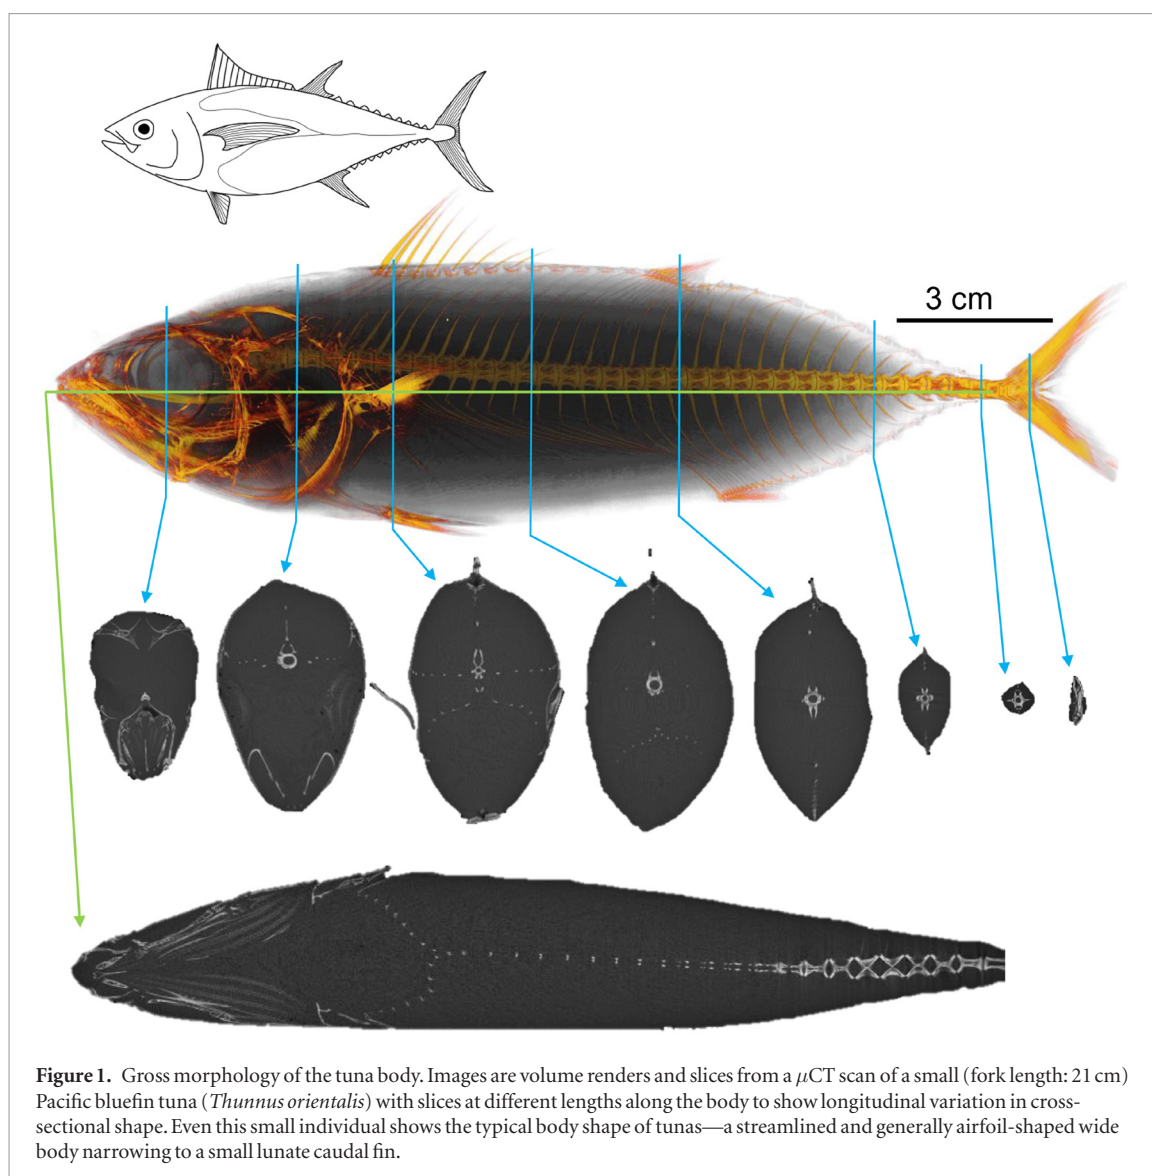 3 cm
Figure 1. Gross morphology of the tuna body. Images are volume renders and slices from a μCT scan of a small (fork length: 21 cm)
Pacific bluefin tuna (Thunnus orientalis) with slices at different lengths along the body to show longitudinal variation in cross-
sectional shape. Even this small individual shows the typical body shape of tunas—a streamlined and generally airfoil-shaped wide
body narrowing to a small lunate caudal fin.